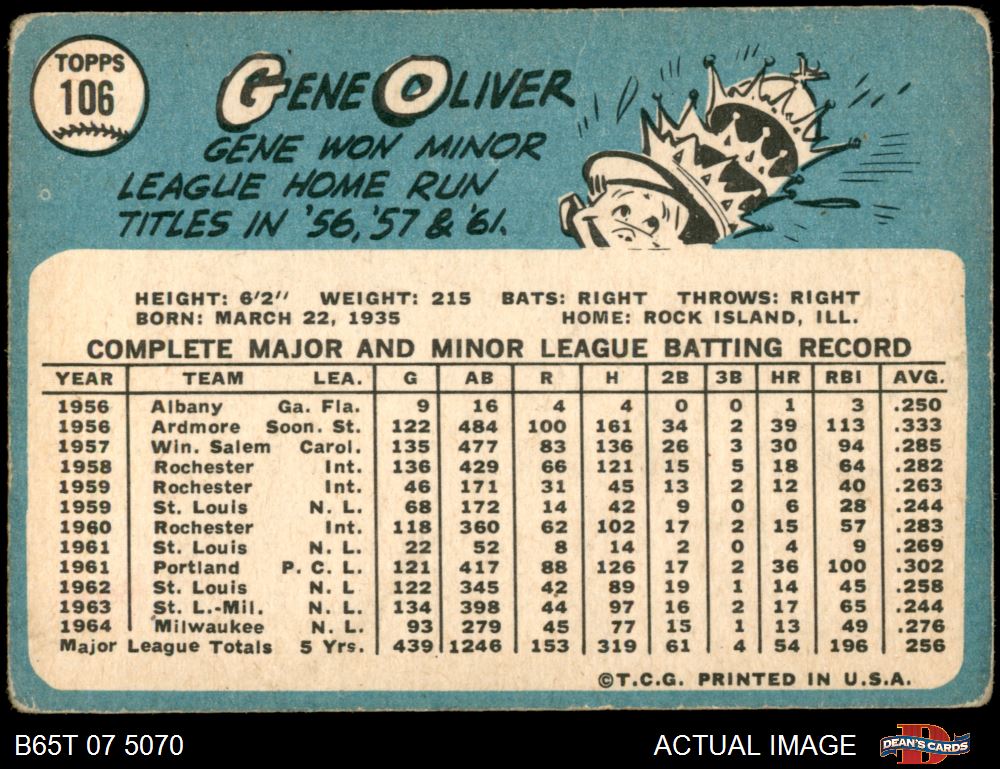 TOPPS
106
GENE OLIVER
GENE WON MINOR
LEAGUE HOME RUN
TITLES IN '56, '57 & '61.
HEIGHT: 6'2" WEIGHT: 215 BATS: RIGHT THROWS: RIGHT
BORN: MARCH 22, 1935 HOME: ROCK ISLAND, ILL.
COMPLETE MAJOR AND MINOR LEAGUE BATTING RECORD
YEAR TEAM LEA. G AB R H 2B 3B HR RBI AVG.
1956 Albany Ga. Fla. 9 16 4 4 0 0 1 3 .250
1956 Ardmore Soon. St. 122 484 100 161 34 2 39 113 .333
1957 Win. Salem Carol. 135 477 83 136 26 3 30 94 .285
1958 Rochester Int. 136 429 66 121 15 5 18 64 .282
1959 Rochester Int. 46 171 31 45 13 2 12 40 .263
1959 St. Louis N. L. 68 172 14 42 9 0 6 28 .244
1960 Rochester Int. 118 360 62 102 17 2 15 57 .283
1961 St. Louis N. L. 22 52 8 14 2 0 4 9 .269
1961 Portland P. C. L. 121 417 88 126 17 2 36 100 .302
1962 St. Louis N. L 122 345 42 89 19 1 14 45 .258
1963 St. L.-Mil. N. L. 134 398 44 97 16 2 17 65 .244
1964 Milwaukee N. L. 93 279 45 77 15 1 13 49 .276
Major League Totals 5 Yrs. 439 1246 153 319 61 4 54 196 256
©T.C.G. PRINTED IN U.S.A.
B65T 07 5070 ACTUAL IMAGE DEAN'S CARDS